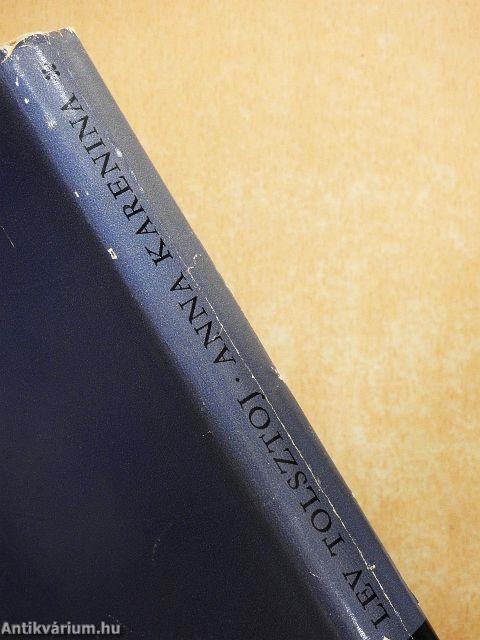 LEV TOLSZTOJ · ANNA KARENINA *
Antikvárium.hu